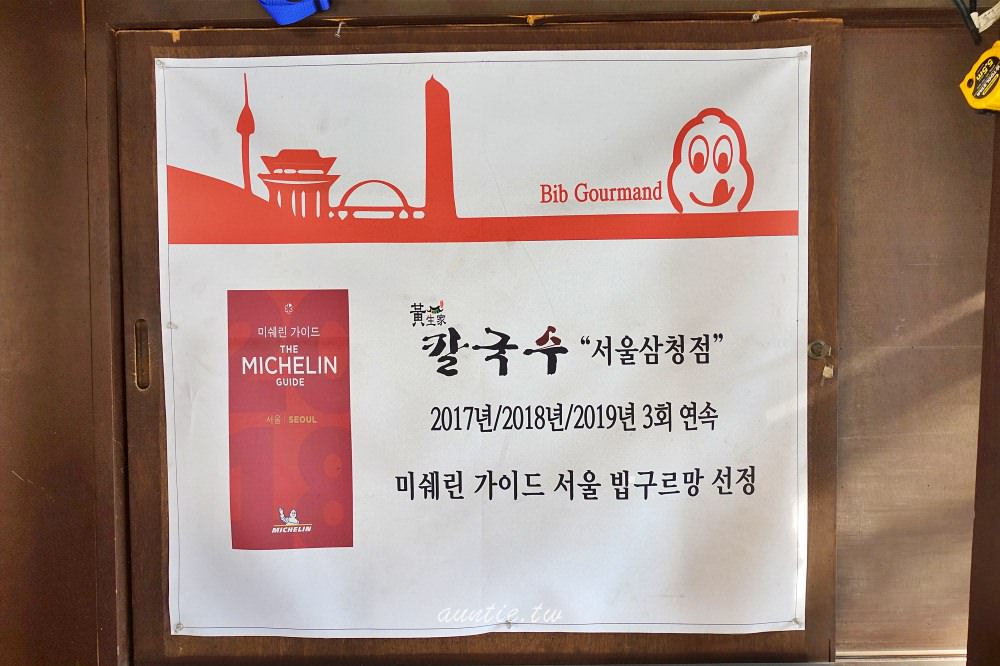 Bib Gourmand
미쉐린 가이드
THE
MICHELIN
GUIDE
서울 | SEOUL
MICHELIN
黃生家
칼국수 “서울삼청점”
2017년/2018년/2019년 3회 연속
미쉐린 가이드 서울 빕구르망 선정
5.5m
auntie.tw